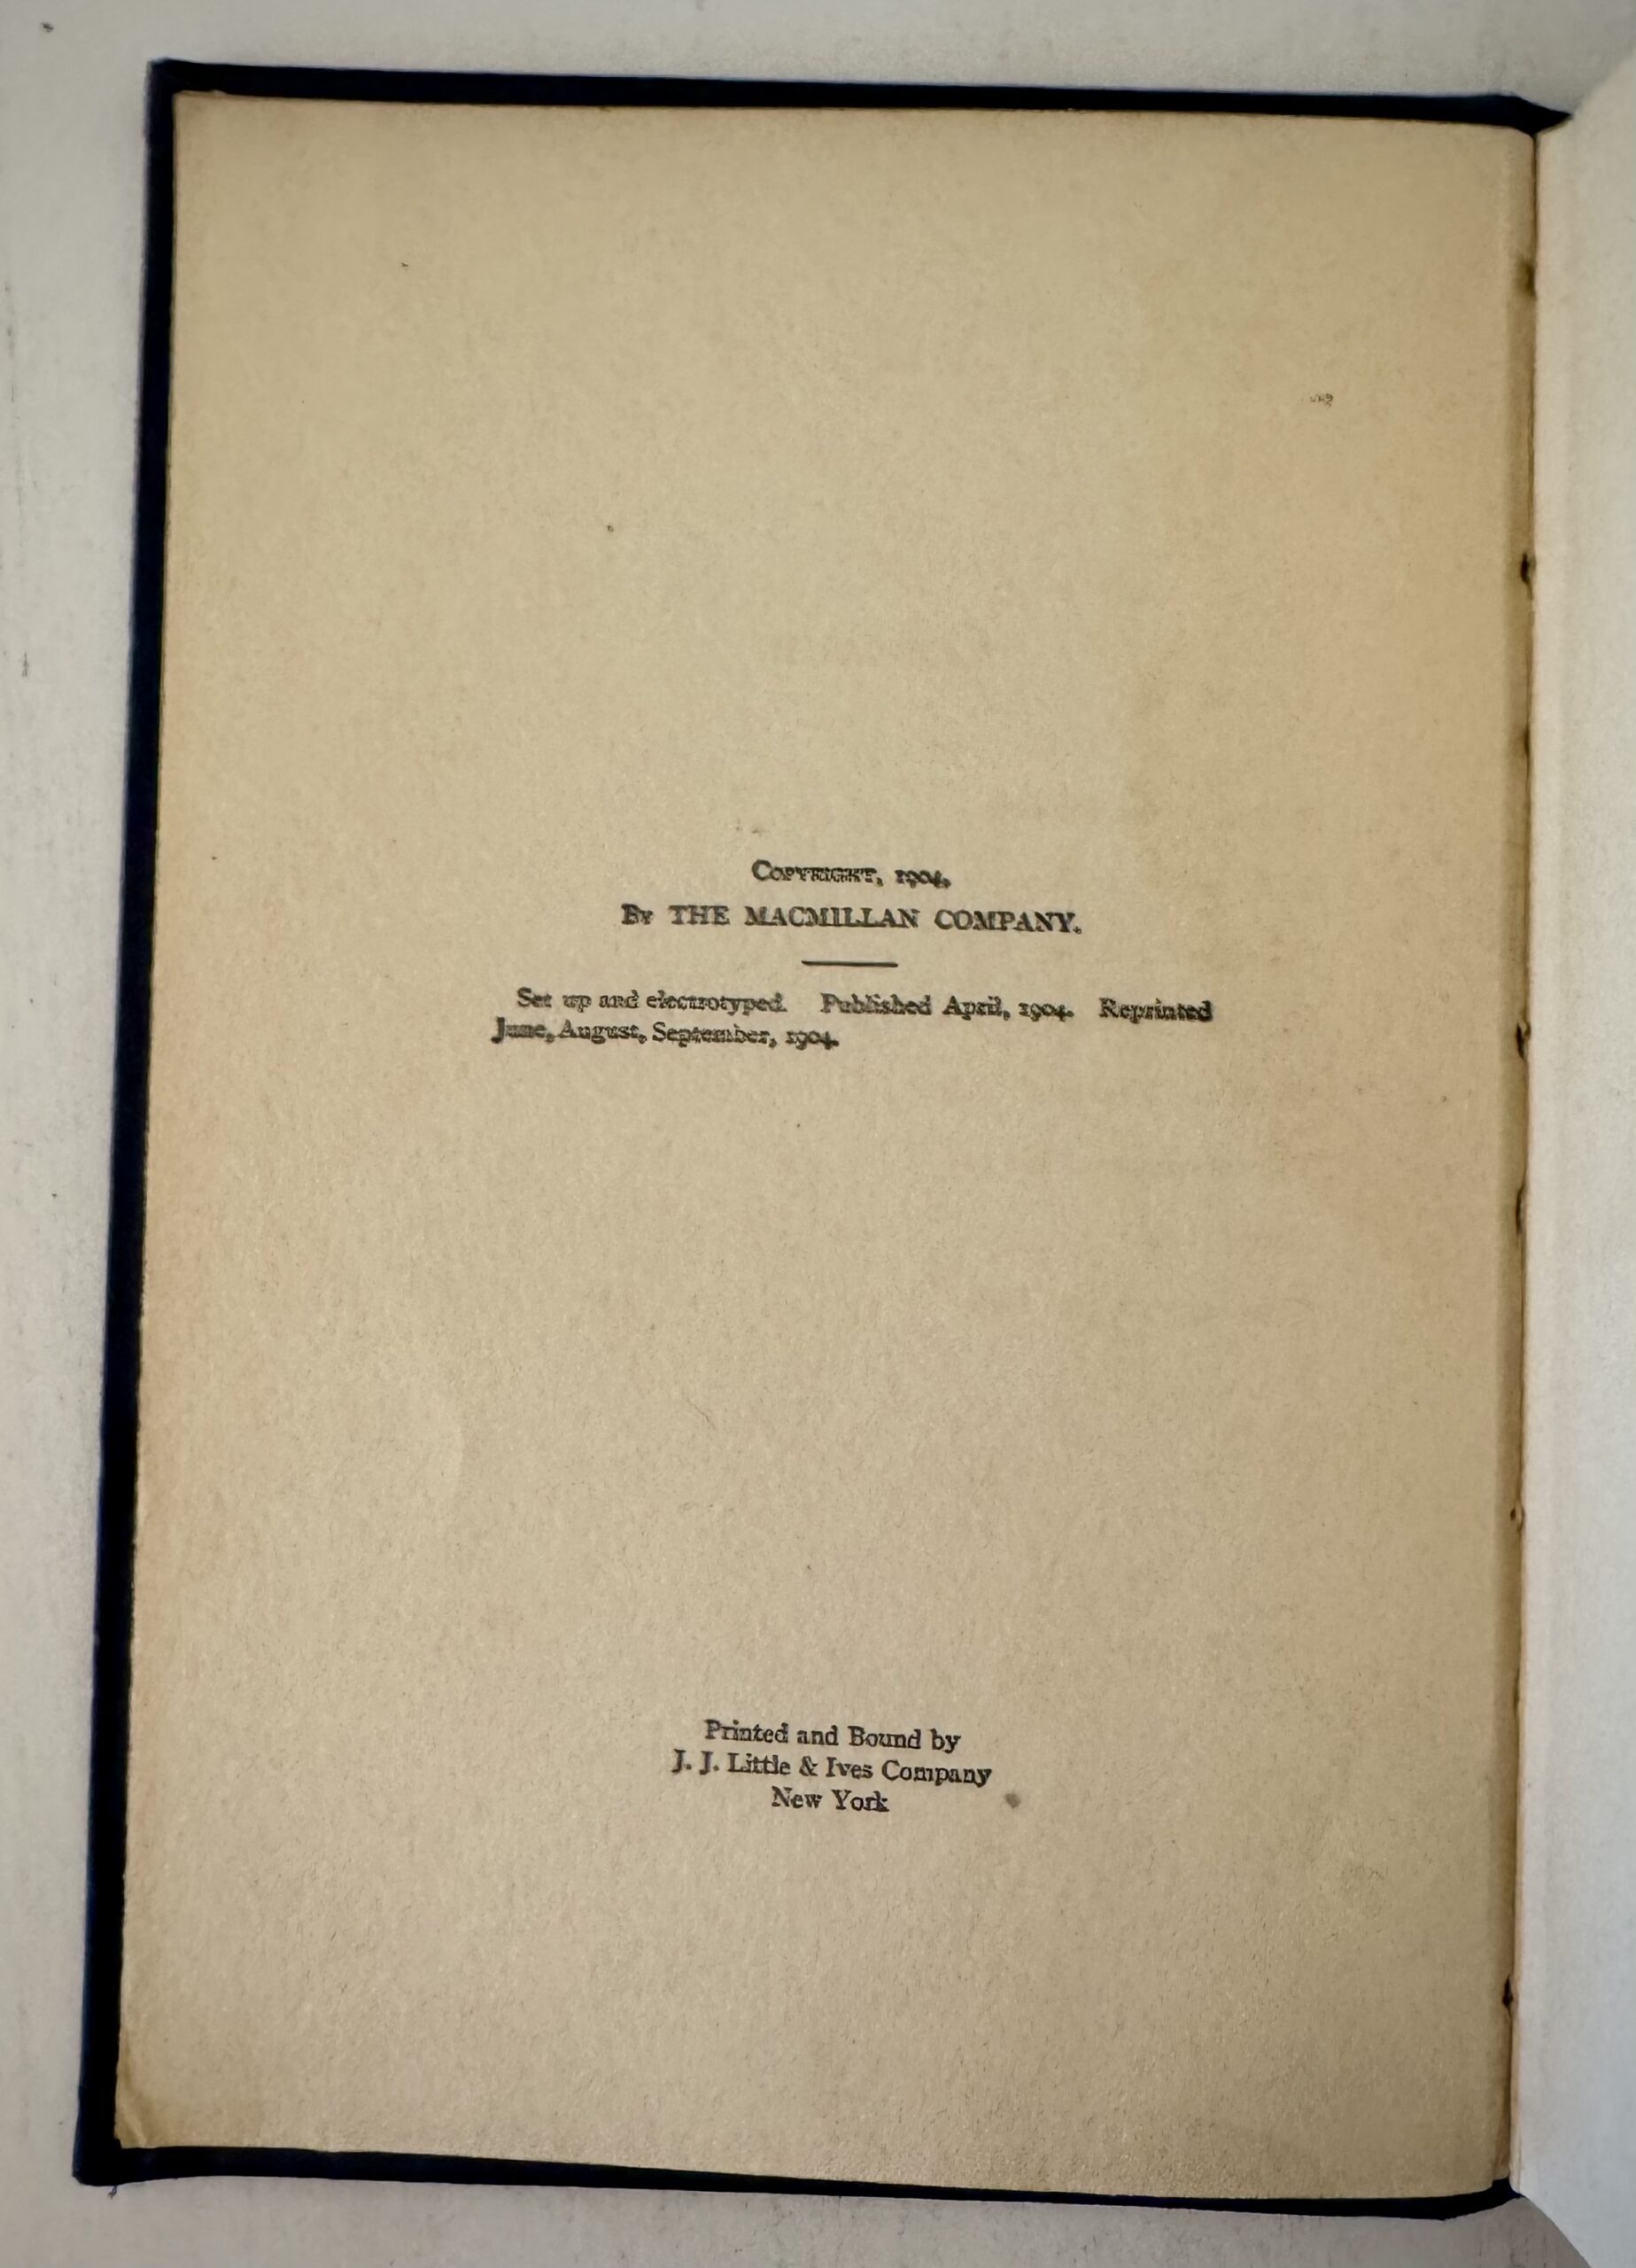 COPYRIGHT, 1904,
BY THE MACMILLAN COMPANY.
Set up and electrotyped. Published April, 1904. Reprinted
June, August, September, 1904.
Printed and Bound by
J. J. Little & Ives Company
New York